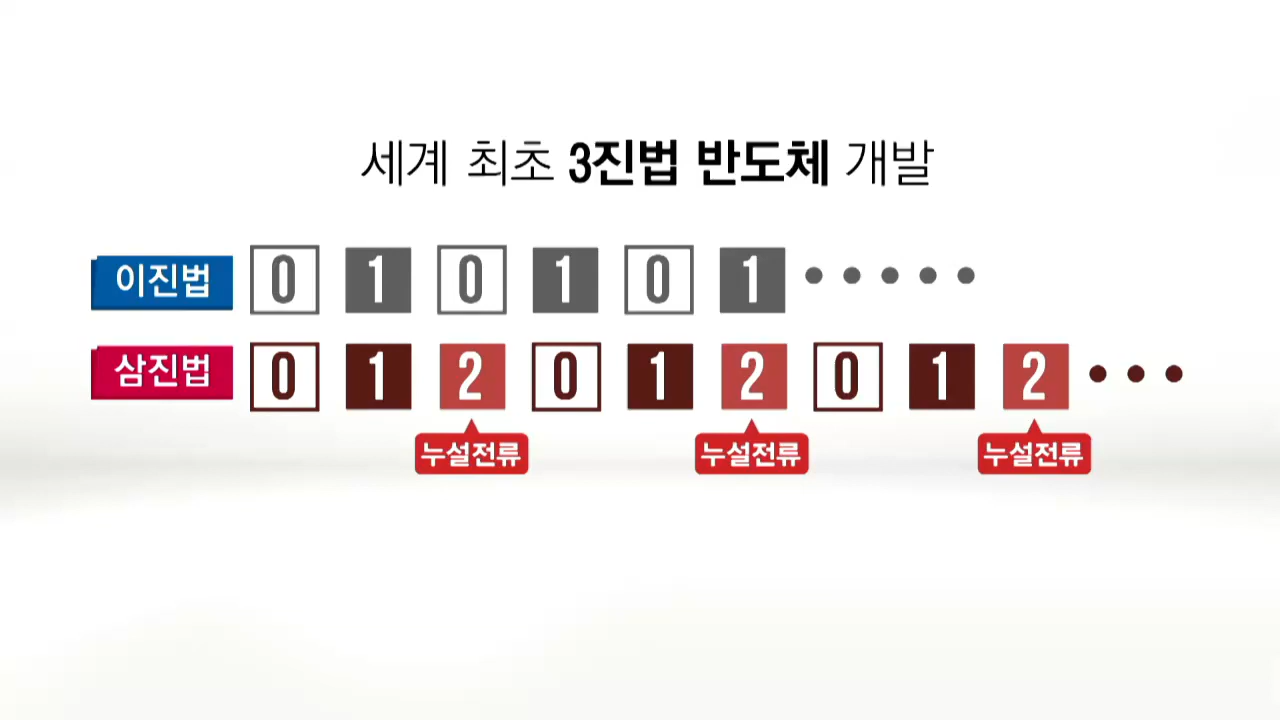 세계 최초 3진법 반도체 개발
이진법 0 1 0 1 0 1 • • • • •
삼진법 0 1 2 0 1 2 0 1 2 • • •
누설전류 누설전류 누설전류